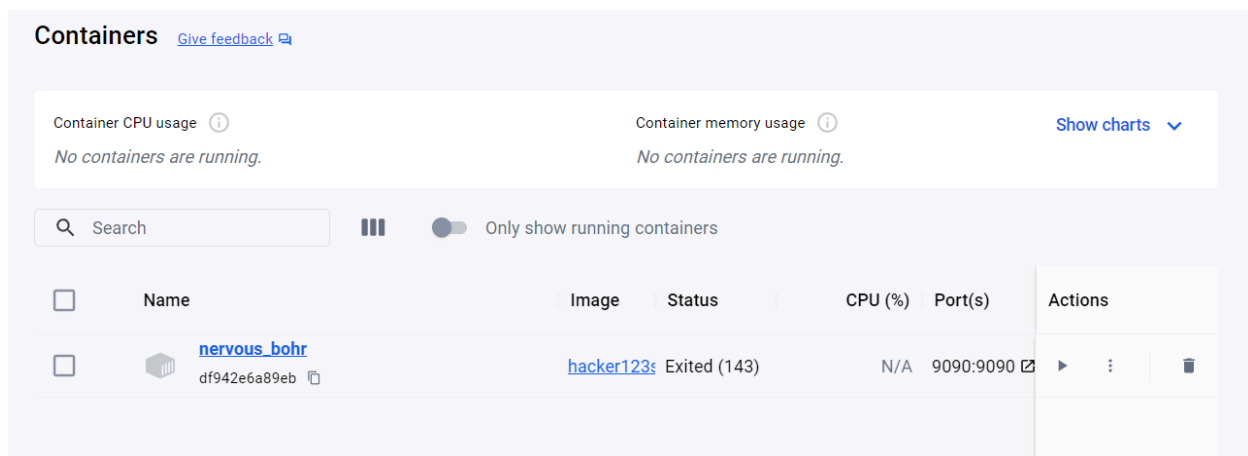 Containers Give feedback
Container CPU usage Container memory usage Show charts
No containers are running. No containers are running.
Search Only show running containers
Name Image Status CPU (%) Port(s) Actions
nervous_bohr
df942e6a89eb
hacker123s Exited (143) N/A 9090:9090